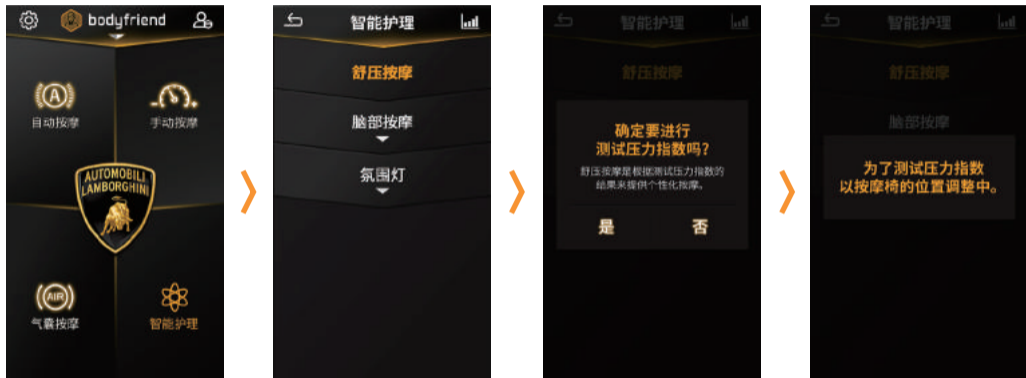 bodyfriend
自动按摩
手动按摩
AUTOMOBILI
LAMBORGHINI
AIR
气囊按摩
智能护理
智能护理
舒压按摩
脑部按摩
氛围灯
智能护理
舒压按摩
确定要进行
测试压力指数吗?
舒压按摩是根据测试压力指数的
结果来提供个性化按摩。
是
否
智能护理
舒压按摩
脑部按摩
为了测试压力指数
以按摩椅的位置调整中。